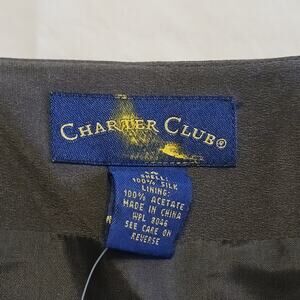 CHARTER CLUB®
SHELL:
100% SILK
LINING:
100% ACETATE
MADE IN CHINA
WPL 8046
SEE CARE ON
REVERSE